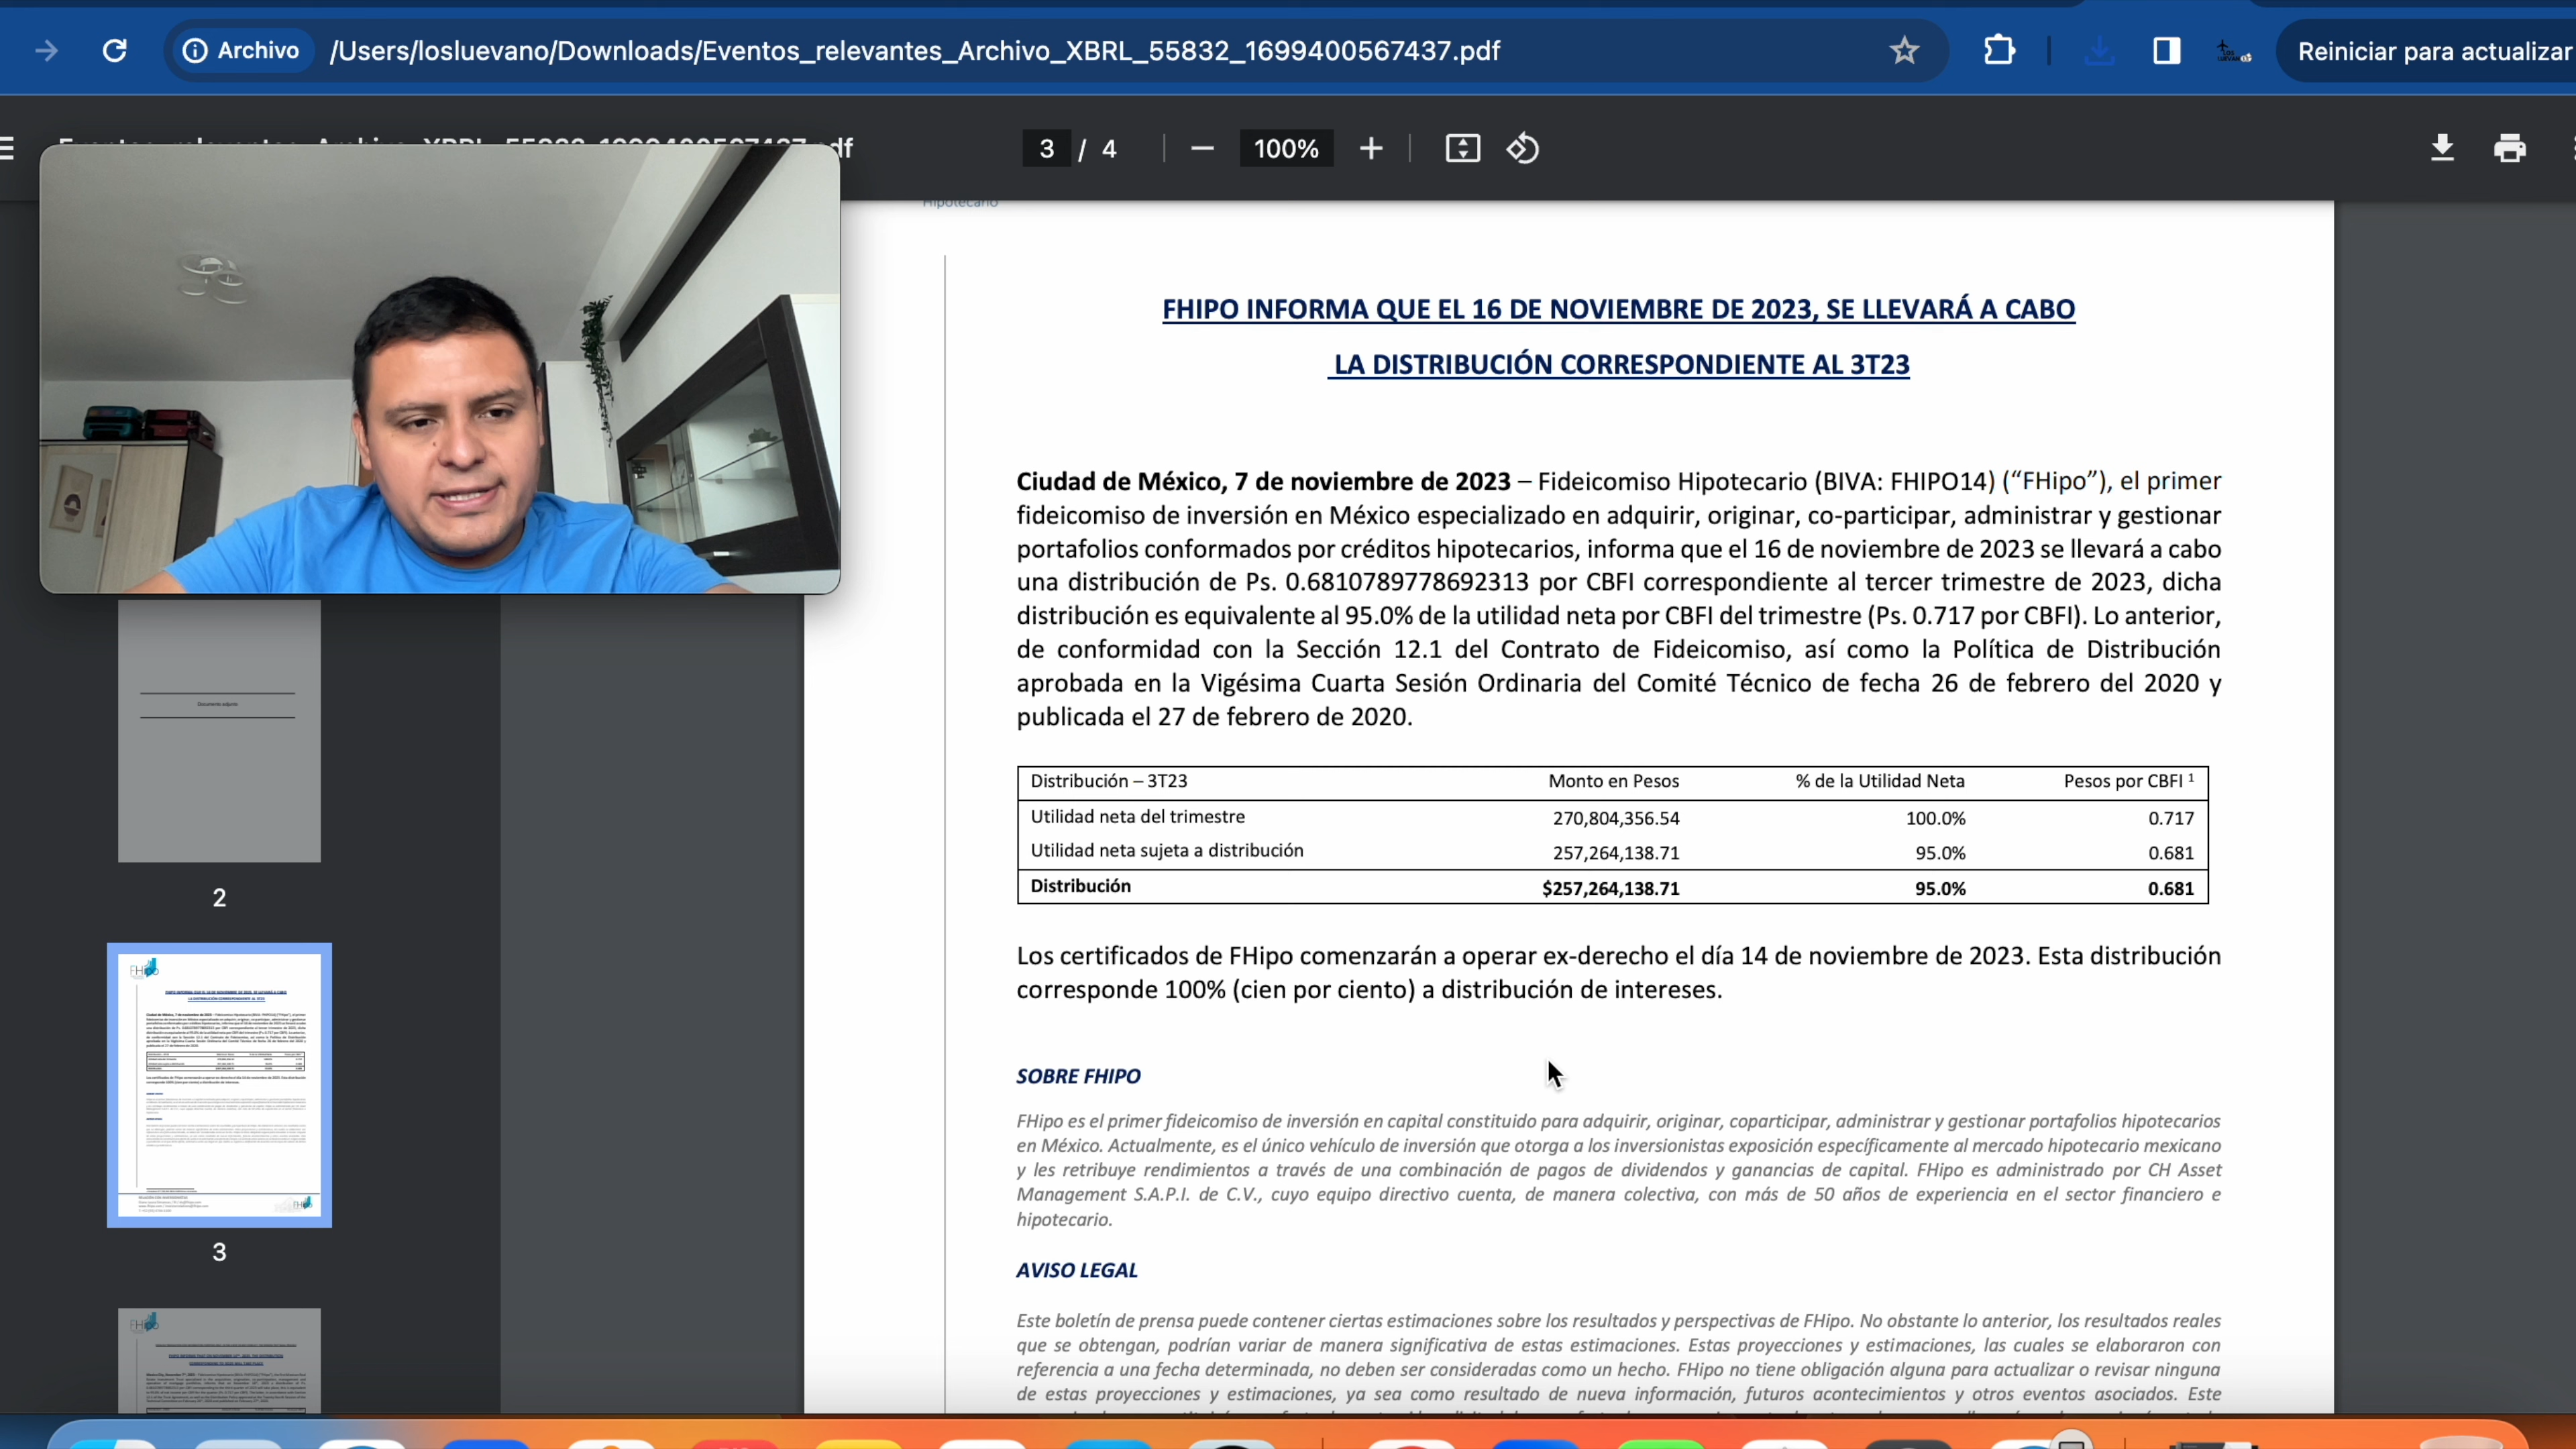 Archivo
/Users/losluevano/Downloads/Eventos_relevantes_Archivo_XBRL_55832_1699400567437.pdf
Reiniciar para actualizar
3 / 4
100%
Hipotecario
FHIPO INFORMA QUE EL 16 DE NOVIEMBRE DE 2023, SE LLEVARÁ A CABO
LA DISTRIBUCIÓN CORRESPONDIENTE AL 3T23
Ciudad de México, 7 de noviembre de 2023 – Fideicomiso Hipotecario (BIVA: FHIPO14) (“FHipo”), el primer
fideicomiso de inversión en México especializado en adquirir, originar, co-participar, administrar y gestionar
portafolios conformados por créditos hipotecarios, informa que el 16 de noviembre de 2023 se llevará a cabo
una distribución de Ps. 0.6810789778692313 por CBFI correspondiente al tercer trimestre de 2023, dicha
distribución es equivalente al 95.0% de la utilidad neta por CBFI del trimestre (Ps. 0.717 por CBFI). Lo anterior,
de conformidad con la Sección 12.1 del Contrato de Fideicomiso, así como la Política de Distribución
aprobada en la Vigésima Cuarta Sesión Ordinaria del Comité Técnico de fecha 26 de febrero del 2020 y
publicada el 27 de febrero de 2020.
Distribución – 3T23 Monto en Pesos % de la Utilidad Neta Pesos por CBFI 1
Utilidad neta del trimestre 270,804,356.54 100.0% 0.717
Utilidad neta sujeta a distribución 257,264,138.71 95.0% 0.681
Distribución $257,264,138.71 95.0% 0.681
Los certificados de FHipo comenzarán a operar ex-derecho el día 14 de noviembre de 2023. Esta distribución
corresponde 100% (cien por ciento) a distribución de intereses.
SOBRE FHIPO
FHipo es el primer fideicomiso de inversión en capital constituido para adquirir, originar, coparticipar, administrar y gestionar portafolios hipotecarios
en México. Actualmente, es el único vehículo de inversión que otorga a los inversionistas exposición específicamente al mercado hipotecario mexicano
y les retribuye rendimientos a través de una combinación de pagos de dividendos y ganancias de capital. FHipo es administrado por CH Asset
Management S.A.P.I. de C.V., cuyo equipo directivo cuenta, de manera colectiva, con más de 50 años de experiencia en el sector financiero e
hipotecario.
AVISO LEGAL
Este boletín de prensa puede contener ciertas estimaciones sobre los resultados y perspectivas de FHipo. No obstante lo anterior, los resultados reales
que se obtengan, podrían variar de manera significativa de estas estimaciones. Estas proyecciones y estimaciones, las cuales se elaboraron con
referencia a una fecha determinada, no deben ser consideradas como un hecho. FHipo no tiene obligación alguna para actualizar o revisar ninguna
de estas proyecciones y estimaciones, ya sea como resultado de nueva información, futuros acontecimientos y otros eventos asociados. Este
Documento adjunto
2
FHipo
3
FHipo